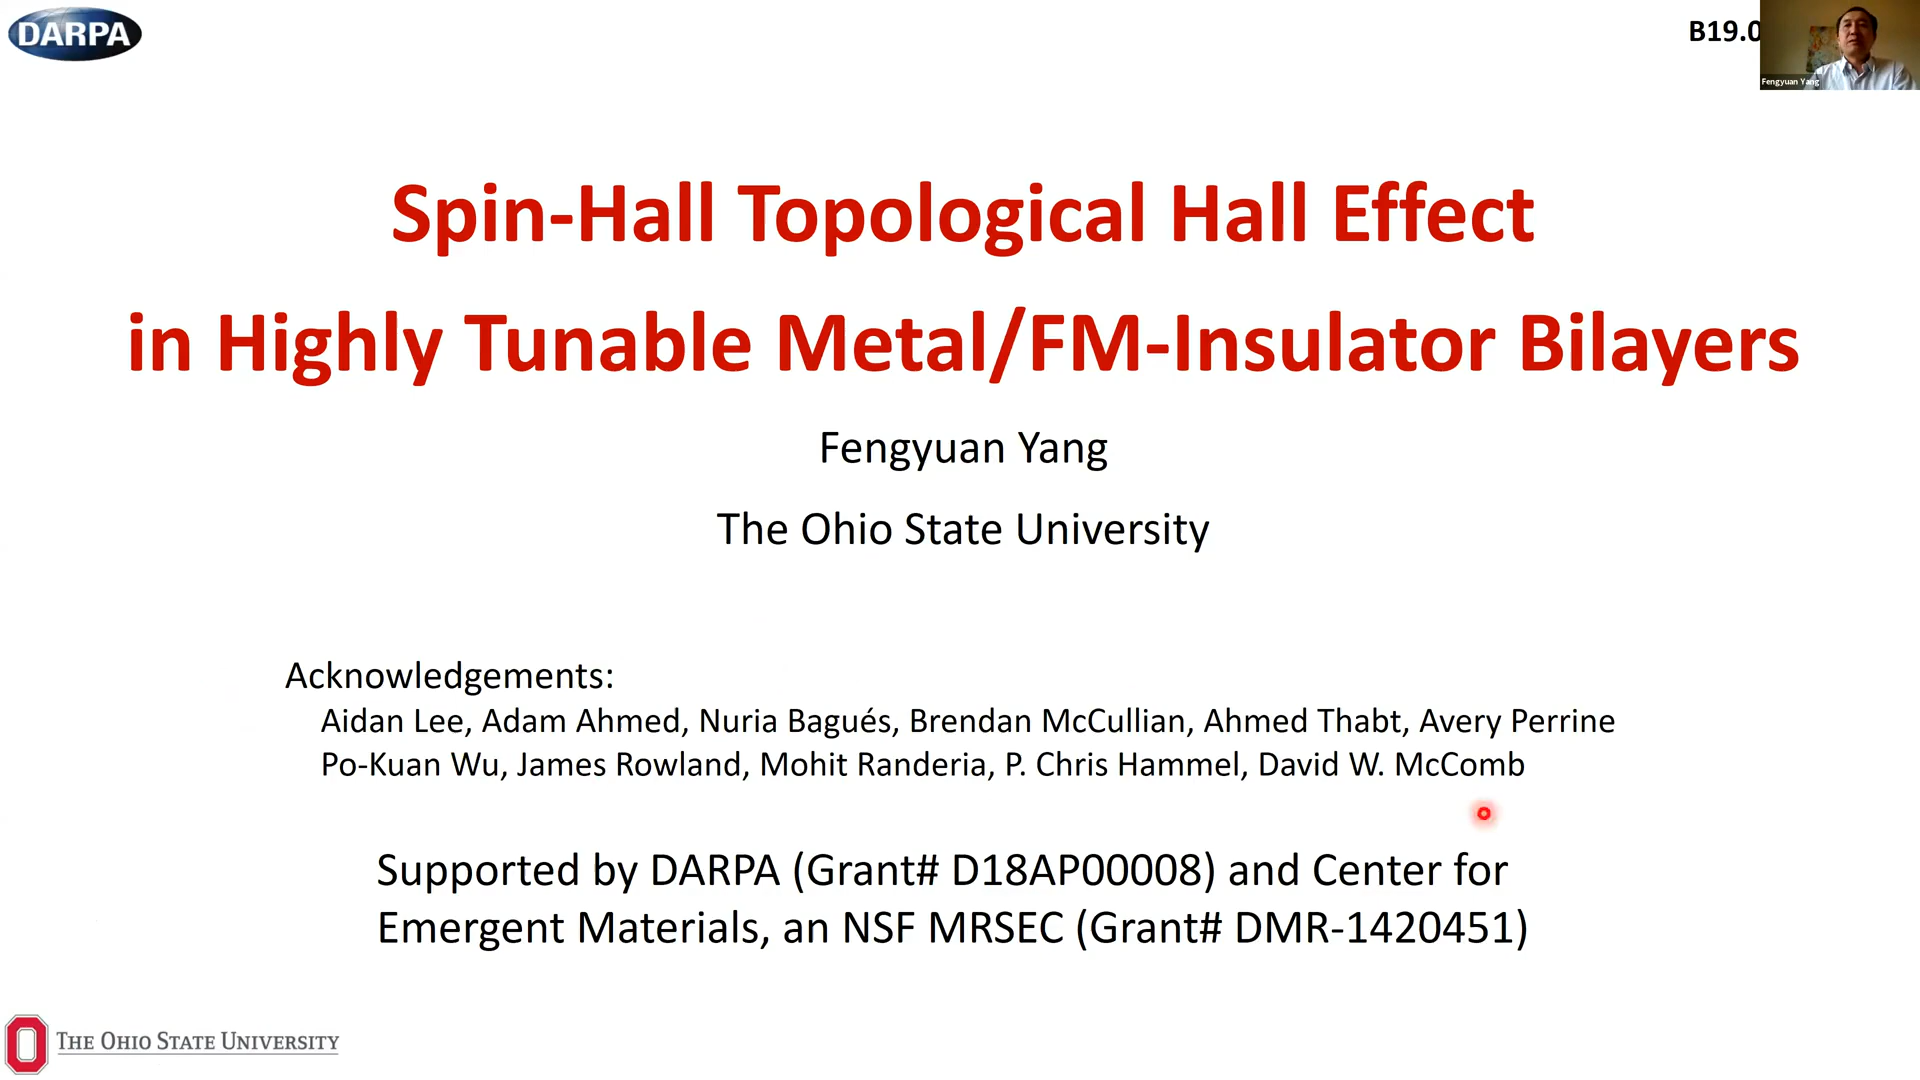 DARPA
B19.0
Fengyuan Yang
Spin-Hall Topological Hall Effect
in Highly Tunable Metal/FM-Insulator Bilayers
Fengyuan Yang
The Ohio State University
Acknowledgements:
Aidan Lee, Adam Ahmed, Nuria Bagués, Brendan McCullian, Ahmed Thabt, Avery Perrine
Po-Kuan Wu, James Rowland, Mohit Randeria, P. Chris Hammel, David W. McComb
Supported by DARPA (Grant# D18AP00008) and Center for
Emergent Materials, an NSF MRSEC (Grant# DMR-1420451)
THE OHIO STATE UNIVERSITY